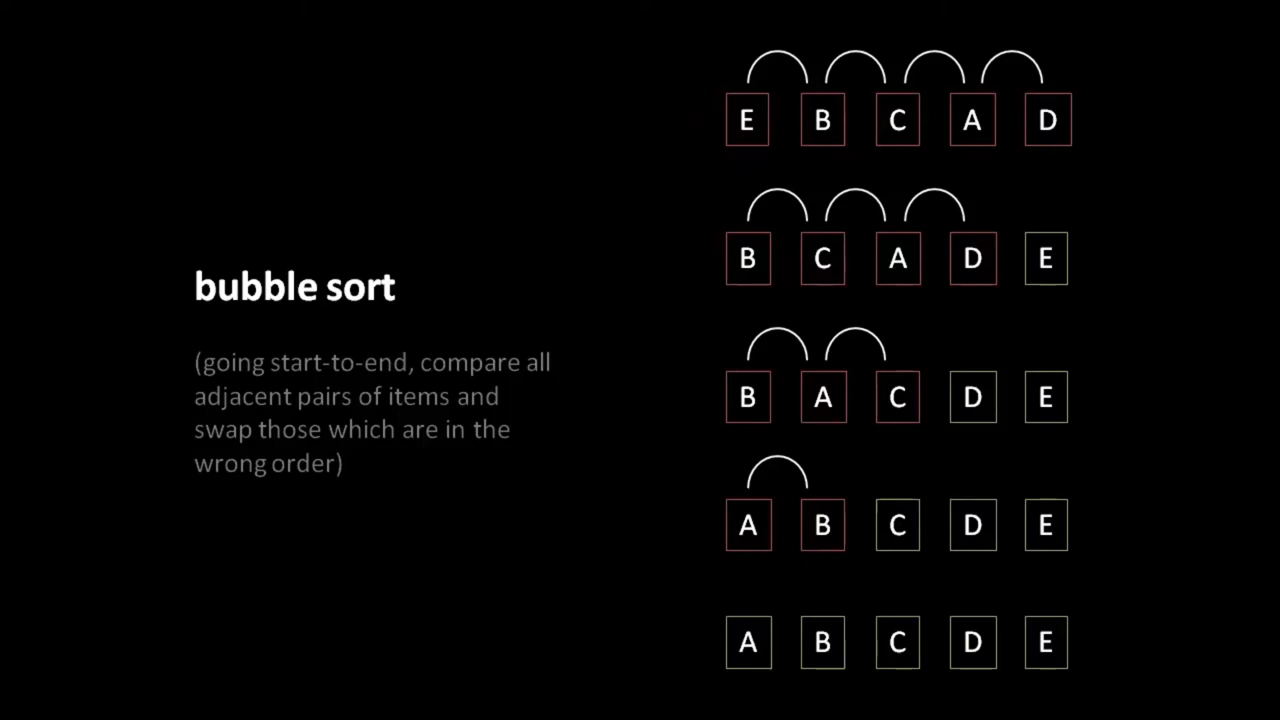 bubble sort
(going start-to-end, compare all
adjacent pairs of items and
swap those which are in the
wrong order)
E B C A D
B C A D E
B A C D E
A B C D E
A B C D E